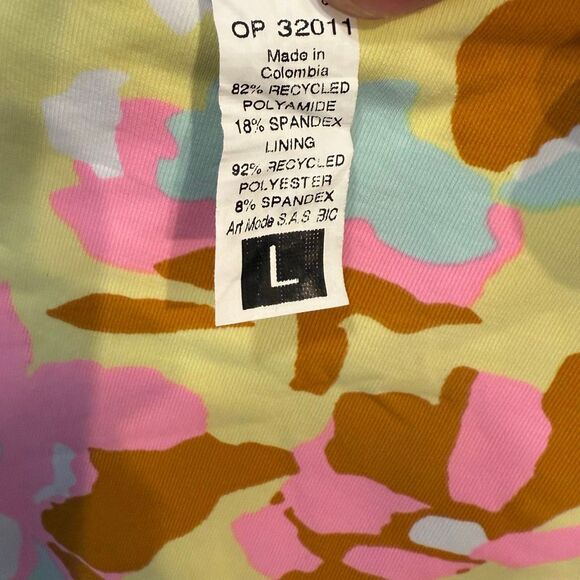 OP 32011
Made in
Colombia
82% RECYCLED
POLYAMIDE
18% SPANDEX
LINING
92% RECYCLED
POLYESTER
8% SPANDEX
Art Mode S.A.S BIC
L